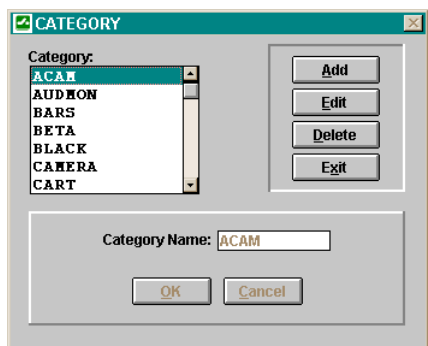 CATEGORY
Category:
ACAM
AUDMON
BARS
BETA
BLACK
CAMERA
CART
Add
Edit
Delete
Exit
Category Name: ACAM
OK Cancel